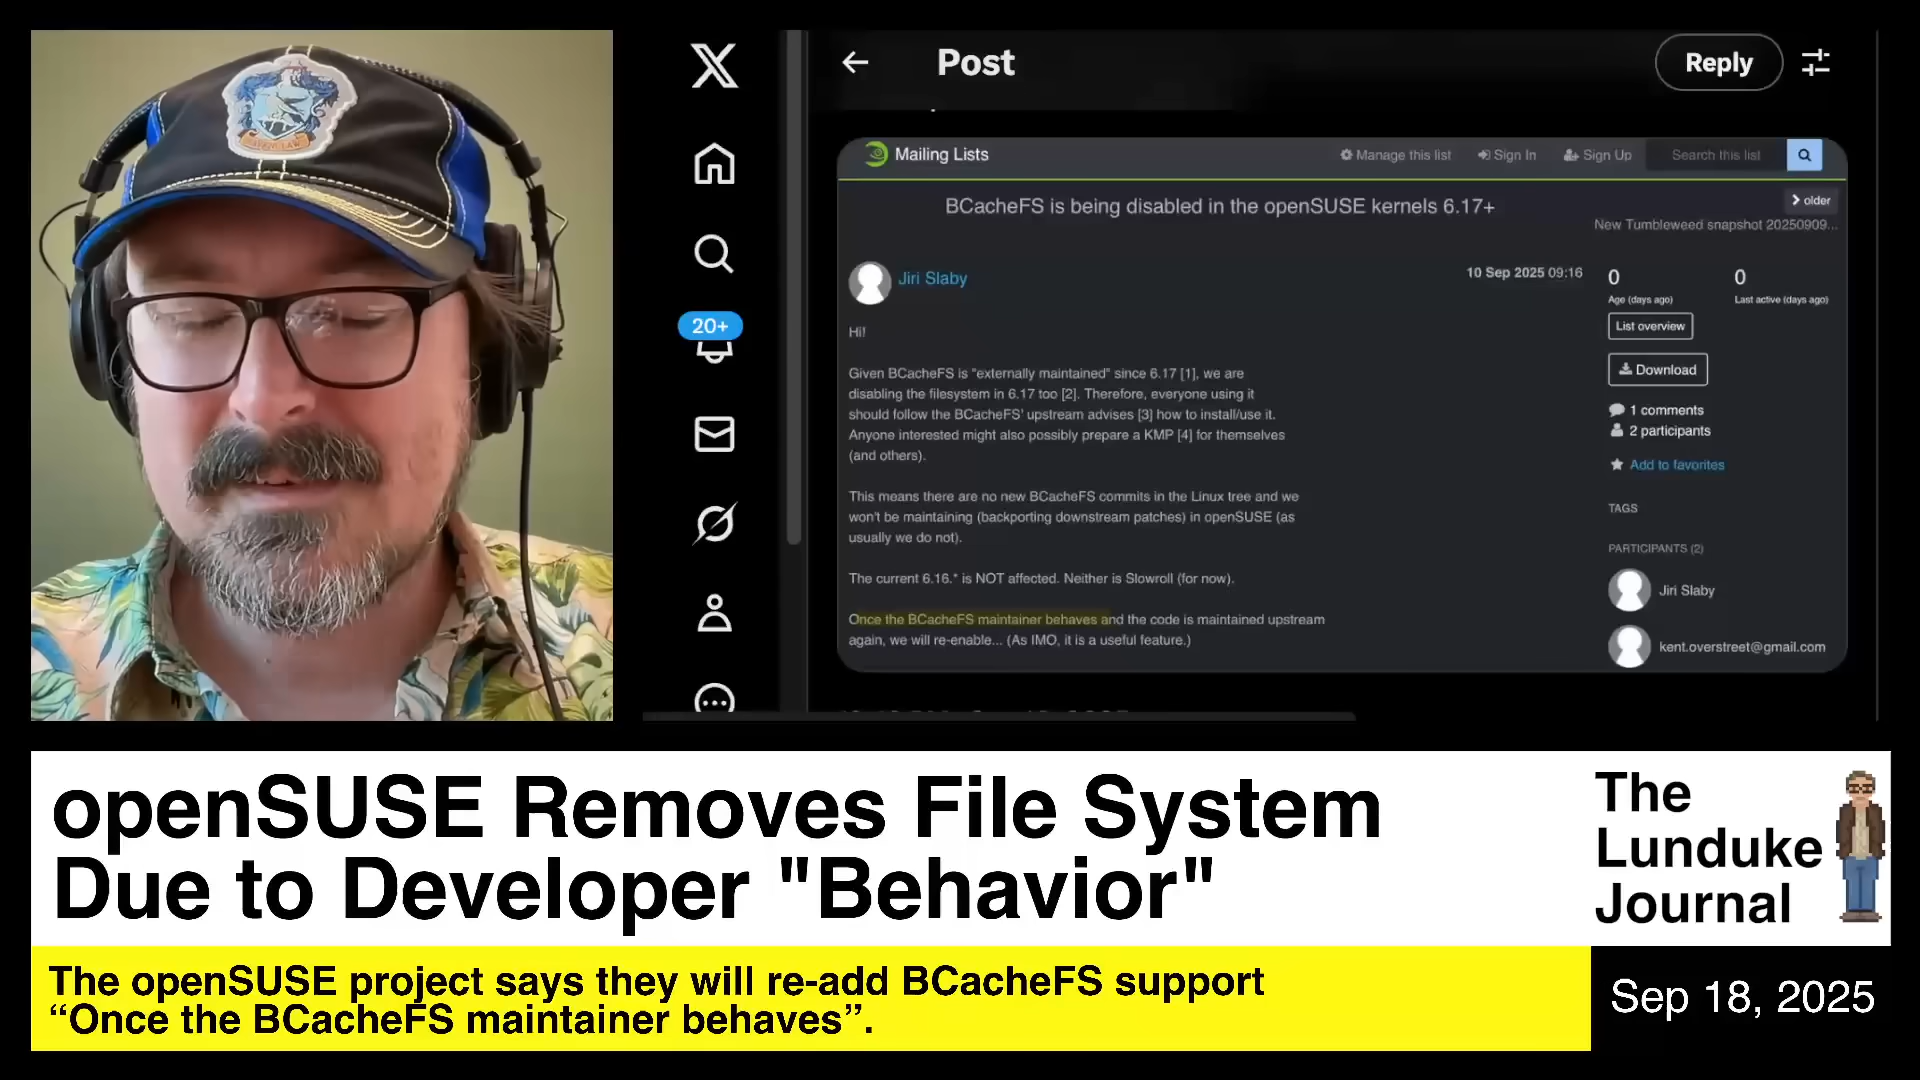 Post
Reply
Mailing Lists
Manage this list
Sign In
Sign Up
Search this list
BCacheFS is being disabled in the openSUSE kernels 6.17+
older
New Tumbleweed snapshot 20250909...
Jiri Slaby
10 Sep 2025 09:16
0
Age (days ago)
0
Last active (days ago)
20+
List overview
Hi!
Given BCacheFS is "externally maintained" since 6.17 [1], we are
disabling the filesystem in 6.17 too [2]. Therefore, everyone using it
should follow the BCacheFS' upstream advises [3] how to install/use it.
Anyone interested might also possibly prepare a KMP [4] for themselves
(and others).
Download
1 comments
2 participants
Add to favorites
This means there are no new BCacheFS commits in the Linux tree and we
won't be maintaining (backporting downstream patches) in openSUSE (as
usually we do not).
TAGS
PARTICIPANTS (2)
The current 6.16.* is NOT affected. Neither is Slowroll (for now).
Jiri Slaby
Once the BCacheFS maintainer behaves and the code is maintained upstream
again, we will re-enable... (As IMO, it is a useful feature.)
kent.overstreet@gmail.com
openSUSE Removes File System
Due to Developer "Behavior"
The
Lunduke
Journal
The openSUSE project says they will re-add BCacheFS support
“Once the BCacheFS maintainer behaves”.
Sep 18, 2025